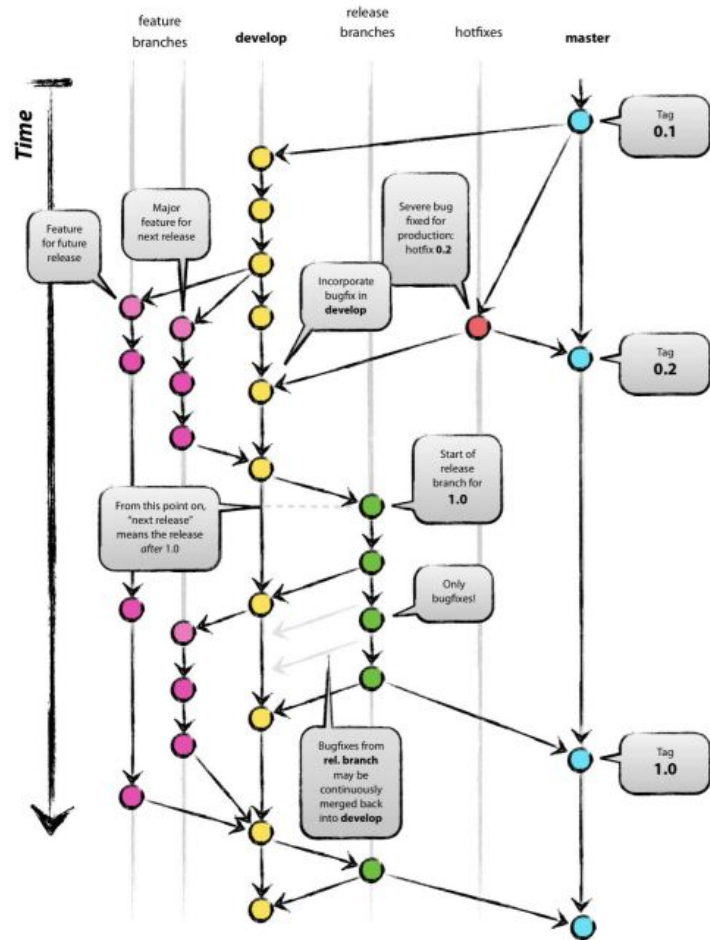 feature
branches
develop
release
branches
hotfixes
master
Time
Tag
0.1
Major
feature for
next release
Feature
for future
release
Severe bug
fixed for
production:
hotfix 0.2
Incorporate
bugfix in
develop
Tag
0.2
Start of
release
branch for
1.0
From this point on,
"next release"
means the release
after 1.0
Only
bugfixes!
Bugfixes from
rel. branch
may be
continuously
merged back
into develop
Tag
1.0